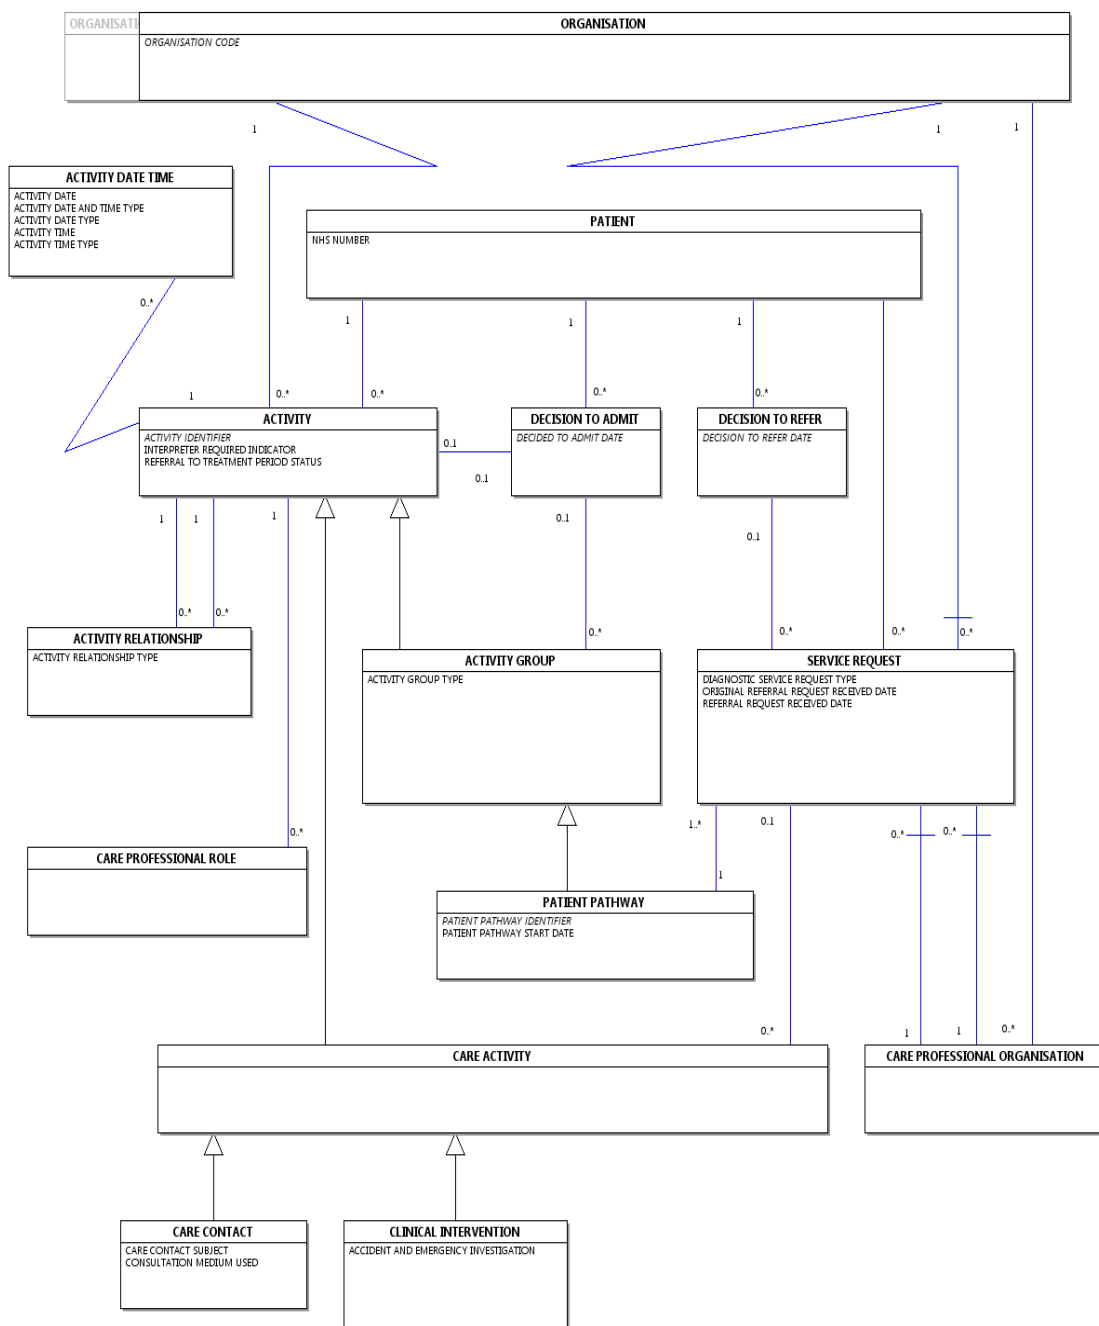 ORGANISATI
ORGANISATION
ORGANISATION CODE
1
1
1
ACTIVITY DATE TIME
ACTIVITY DATE
ACTIVITY DATE AND TIME TYPE
ACTIVITY DATE TYPE
ACTIVITY TIME
ACTIVITY TIME TYPE
PATIENT
NHS NUMBER
0..*
1
1
1
1
0..*
0..*
0..*
0..*
ACTIVITY
ACTIVITY IDENTIFIER
INTERPRETER REQUIRED INDICATOR
REFERRAL TO TREATMENT PERIOD STATUS
DECISION TO ADMIT
DECIDED TO ADMIT DATE
DECISION TO REFER
DECISION TO REFER DATE
0..1
0..1
1
1
1
0..1
0..1
0..*
0..*
0..*
0..*
0..*
0..*
ACTIVITY RELATIONSHIP
ACTIVITY RELATIONSHIP TYPE
ACTIVITY GROUP
ACTIVITY GROUP TYPE
SERVICE REQUEST
DIAGNOSTIC SERVICE REQUEST TYPE
ORIGINAL REFERRAL REQUEST RECEIVED DATE
REFERRAL REQUEST RECEIVED DATE
0..*
1..*
0..1
0..*
0..*
CARE PROFESSIONAL ROLE
1
PATIENT PATHWAY
PATIENT PATHWAY IDENTIFIER
PATIENT PATHWAY START DATE
0..*
1
1
0..*
CARE ACTIVITY
CARE PROFESSIONAL ORGANISATION
CARE CONTACT
CARE CONTACT SUBJECT
CONSULTATION MEDIUM USED
CLINICAL INTERVENTION
ACCIDENT AND EMERGENCY INVESTIGATION